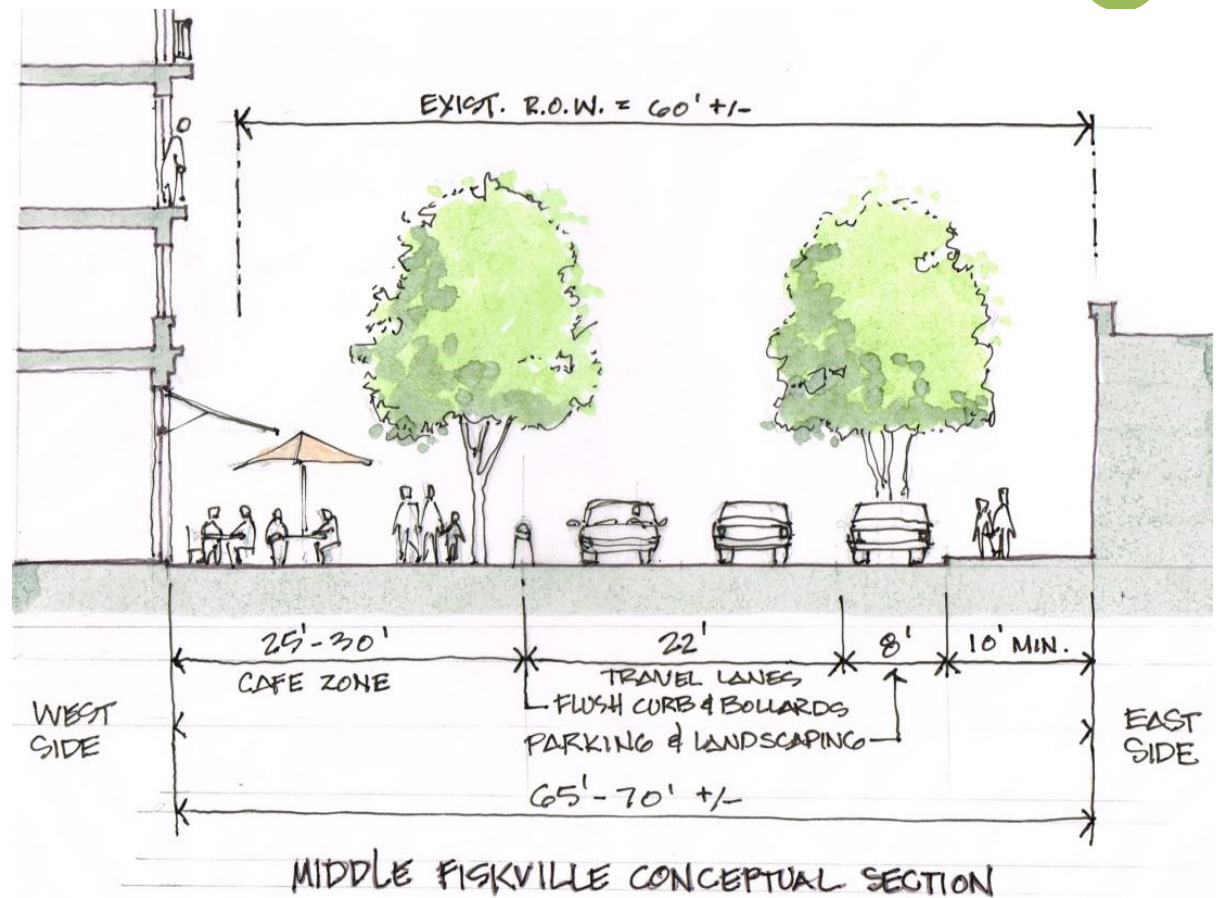 EXIST. R.O.W. = 60' +/-
25'-30'
22'
8'
10' MIN.
CAFE ZONE
TRAVEL LANES
FLUSH CURB & BOLLARDS
PARKING & LANDSCAPING
WEST
SIDE
EAST
SIDE
65'-70' +/-
MIDDLE FISKVILLE CONCEPTUAL SECTION